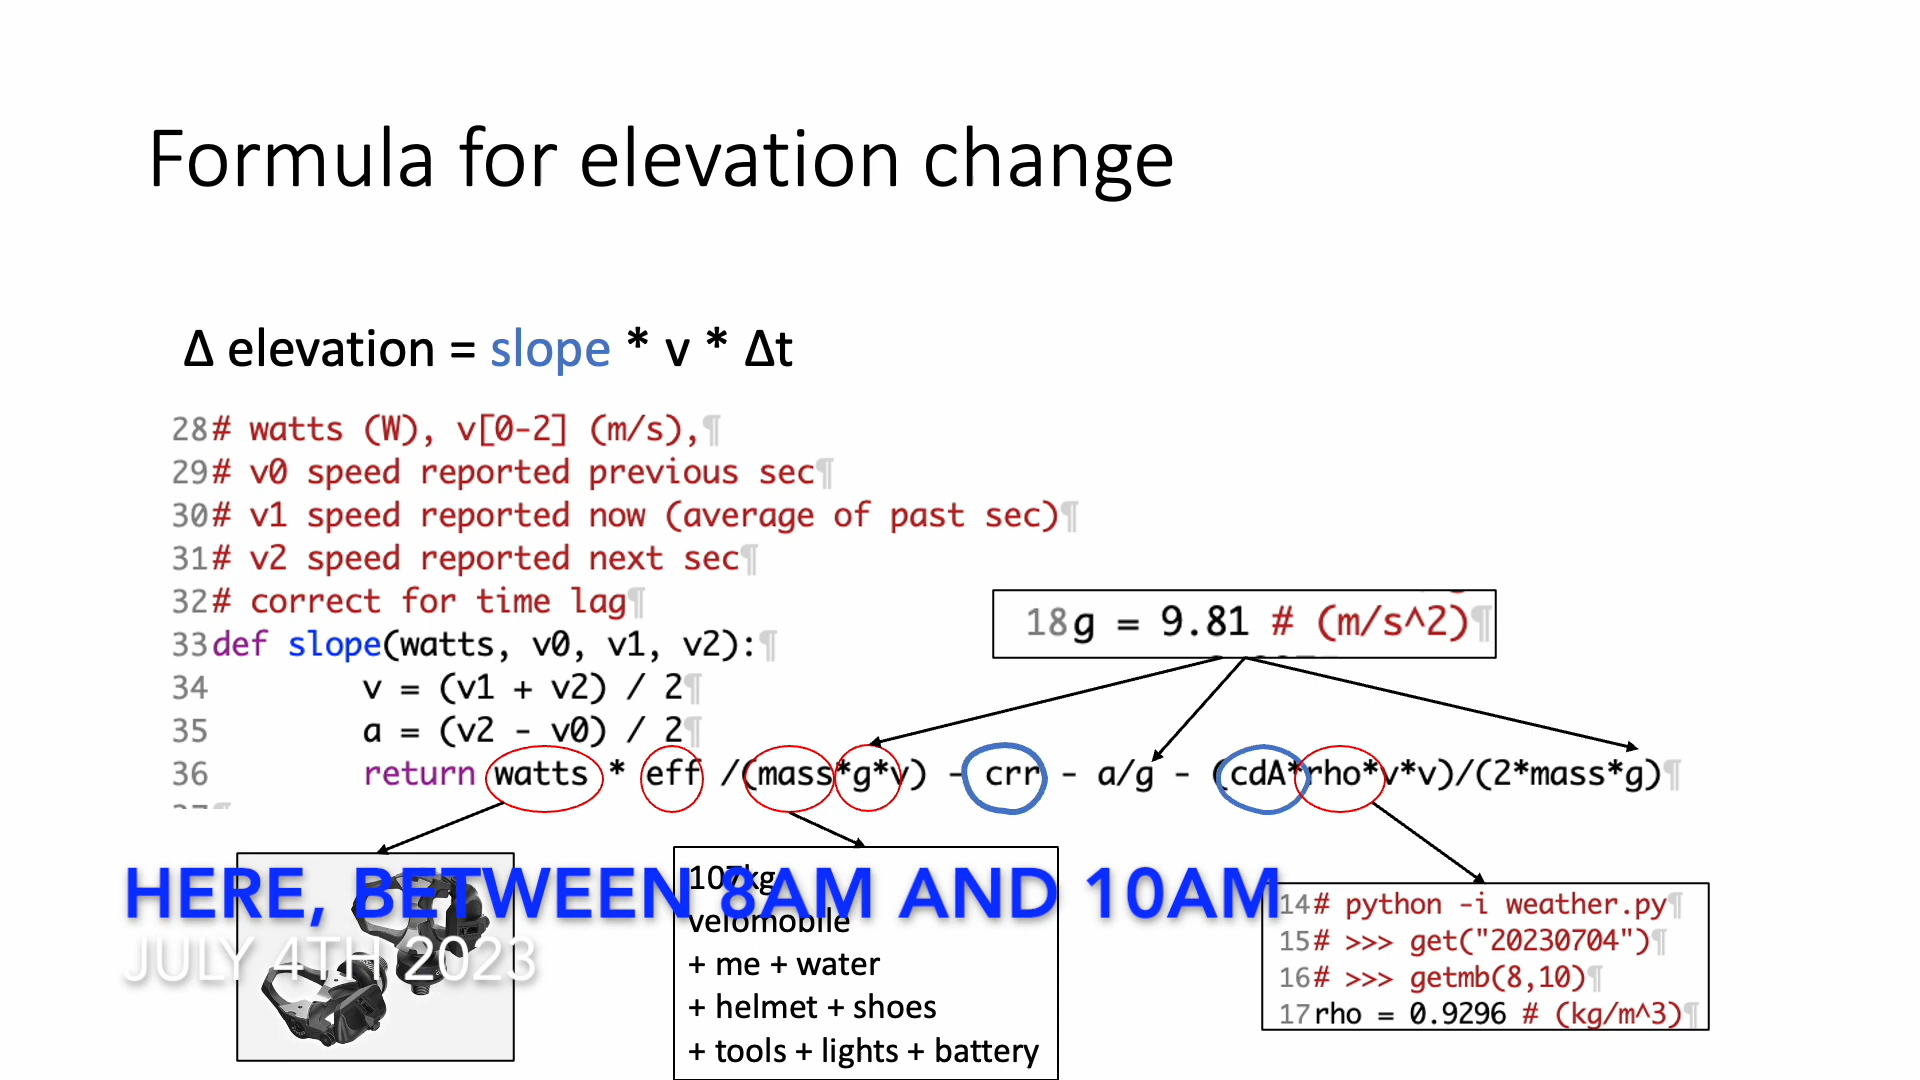 Formula for elevation change
Δ elevation = slope * v * Δt
28# watts (W), v[0-2] (m/s),¶
29# v0 speed reported previous sec¶
30# v1 speed reported now (average of past sec)¶
31# v2 speed reported next sec¶
32# correct for time lag¶
33def slope(watts, v0, v1, v2):¶
34 v = (v1 + v2) / 2¶
35 a = (v2 - v0) / 2¶
36 return watts * eff /(mass*g*v) - crr - a/g - (cdA*rho*v*v)/(2*mass*g)¶
18g = 9.81 # (m/s^2)¶
107kg
velomobile
+ me + water
+ helmet + shoes
+ tools + lights + battery
14# python -i weather.py¶
15# >>> get("20230704")¶
16# >>> getmb(8,10)¶
17rho = 0.9296 # (kg/m^3)¶
HERE, BETWEEN 8AM AND 10AM
JULY 4TH 2023